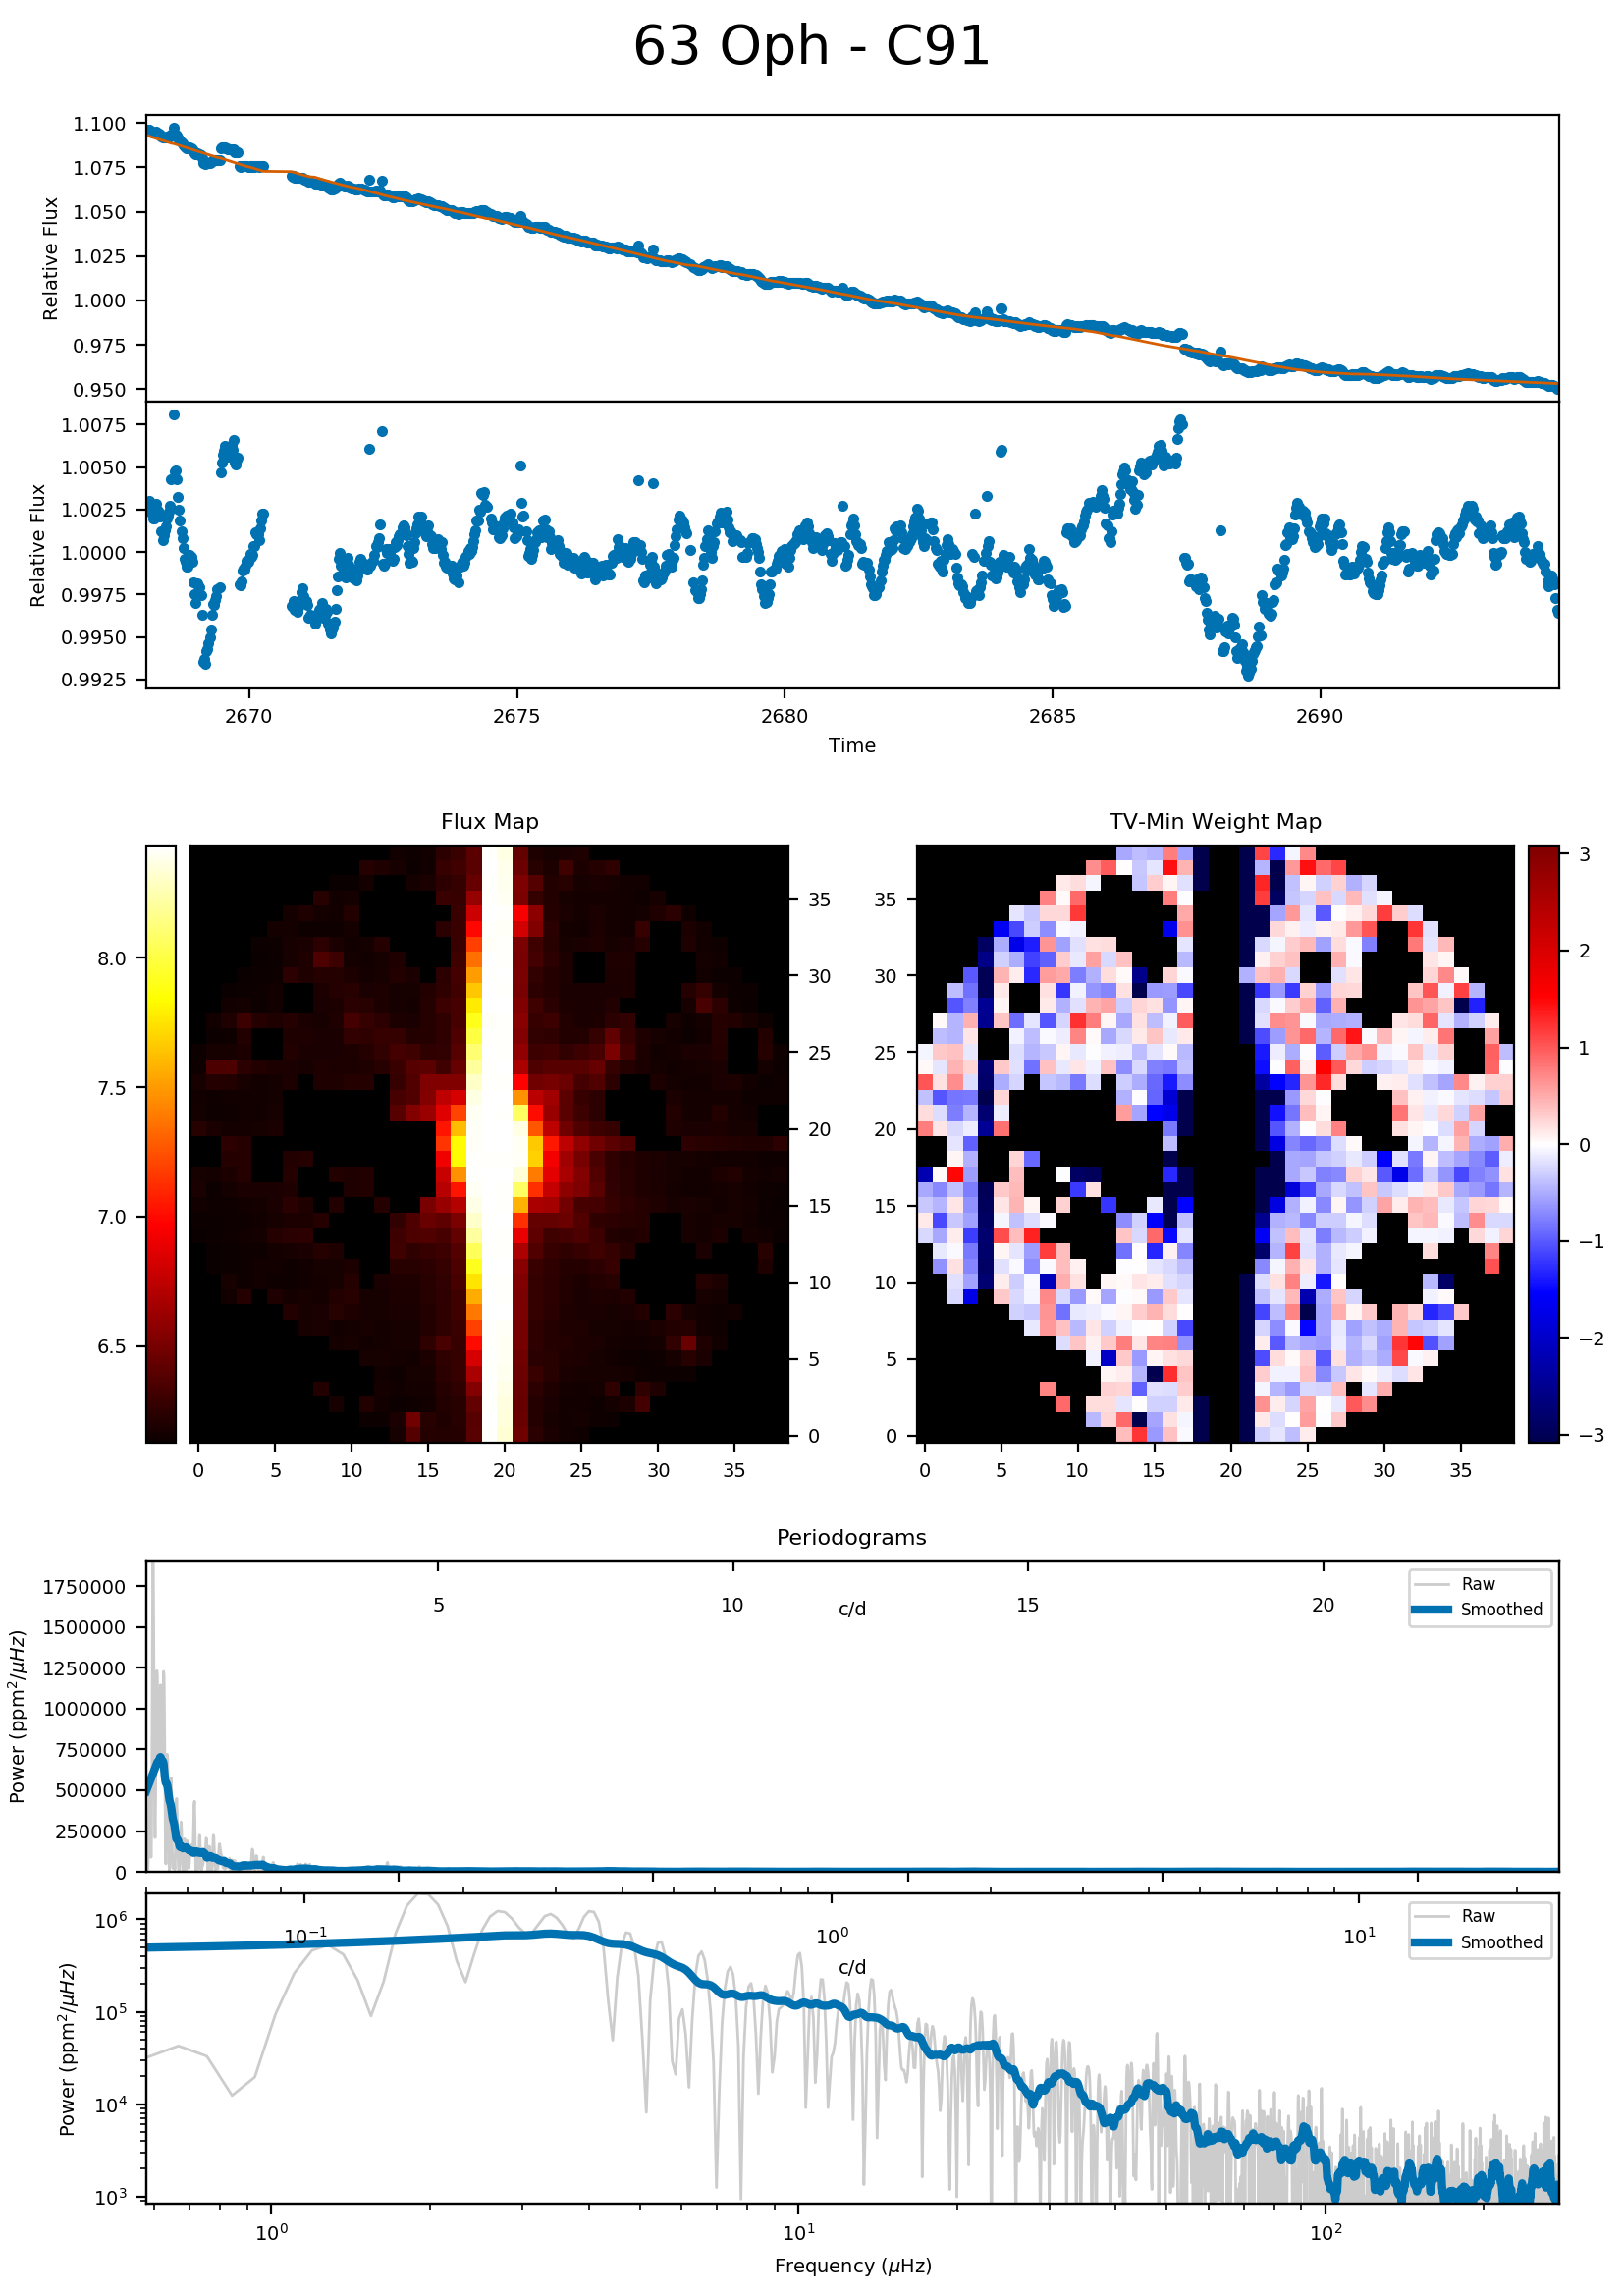 63 Oph - C91
1.100
1.075
1.050
1.025
1.000
0.975
0.950
Relative Flux
1.0075
1.0050
1.0025
1.0000
0.9975
0.9950
0.9925
Relative Flux
2670 2675 2680 2685 2690
Time
Flux Map
8.0
7.5
7.0
6.5
35
30
25
20
15
10
5
0
0 5 10 15 20 25 30 35
TV-Min Weight Map
35
30
25
20
15
10
5
0
0 5 10 15 20 25 30 35
3
2
1
0
−1
−2
−3
Periodograms
1750000
1500000
1250000
1000000
750000
500000
250000
0
Power (ppm²/μHz)
5 10 15 20
c/d
Raw
Smoothed
10⁶
10⁵
10⁴
10³
Power (ppm²/μHz)
10⁻¹ 10⁰ 10¹
c/d
Raw
Smoothed
10⁰ 10¹ 10²
Frequency (μHz)